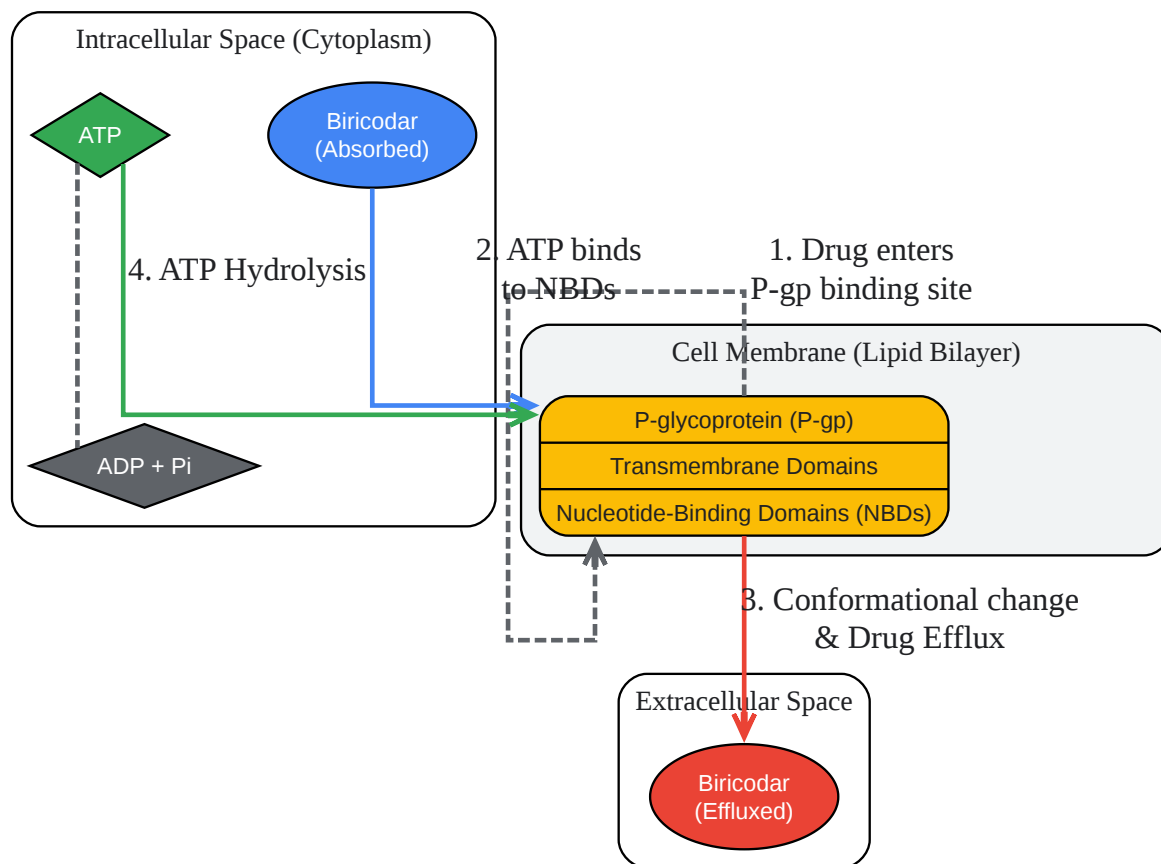 Intracellular Space (Cytoplasm)
ATP
Biricodar
(Absorbed)
4. ATP Hydrolysis
2. ATP binds
to NBDs
1. Drug enters
P-gp binding site
Cell Membrane (Lipid Bilayer)
P-glycoprotein (P-gp)
Transmembrane Domains
Nucleotide-Binding Domains (NBDs)
ADP + Pi
3. Conformational change
& Drug Efflux
Extracellular Space
Biricodar
(Effluxed)